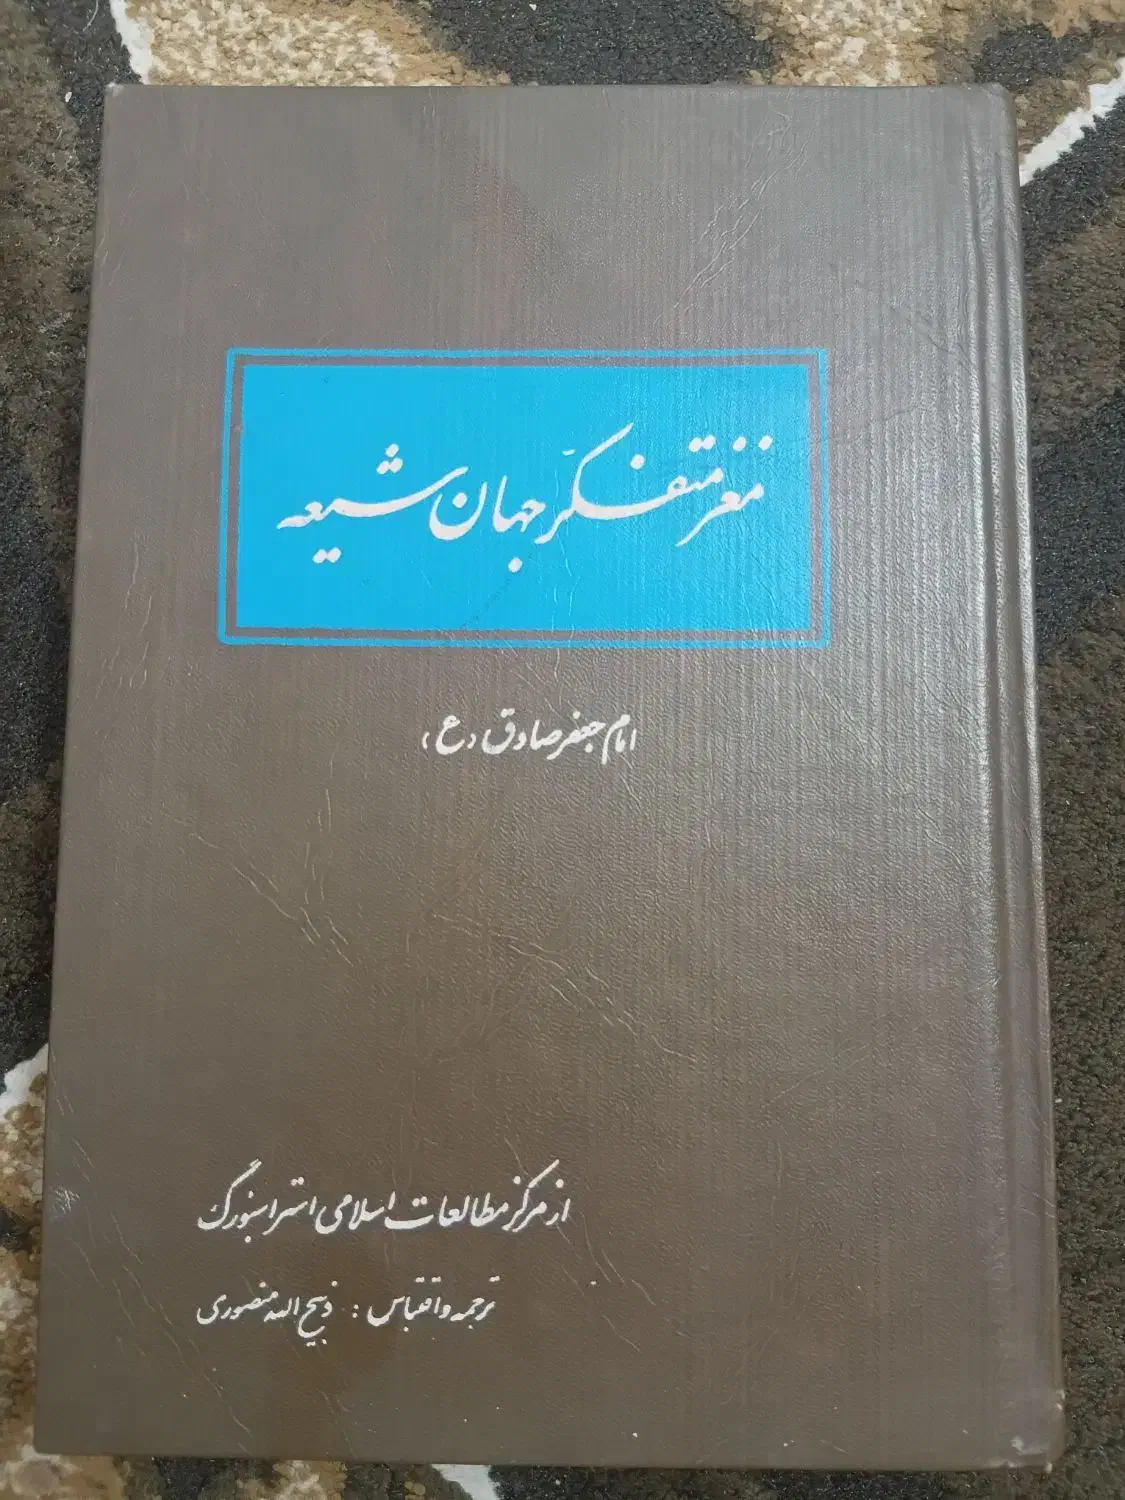 مغز متفکر جهان شیعه
امام جعفر صادق (ع)
از مرکز مطالعات اسلامی استراسبورگ
ترجمه و اقتباس : ذبیح الله منصوری